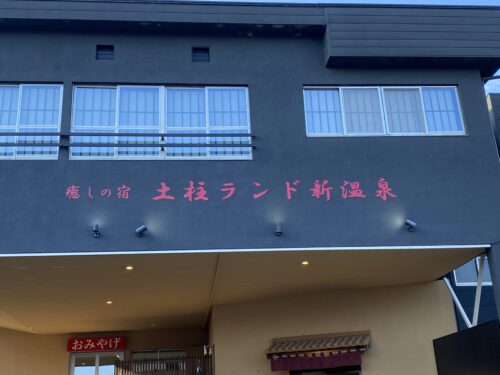 癒しの宿 土柱ランド新温泉
おみやげ